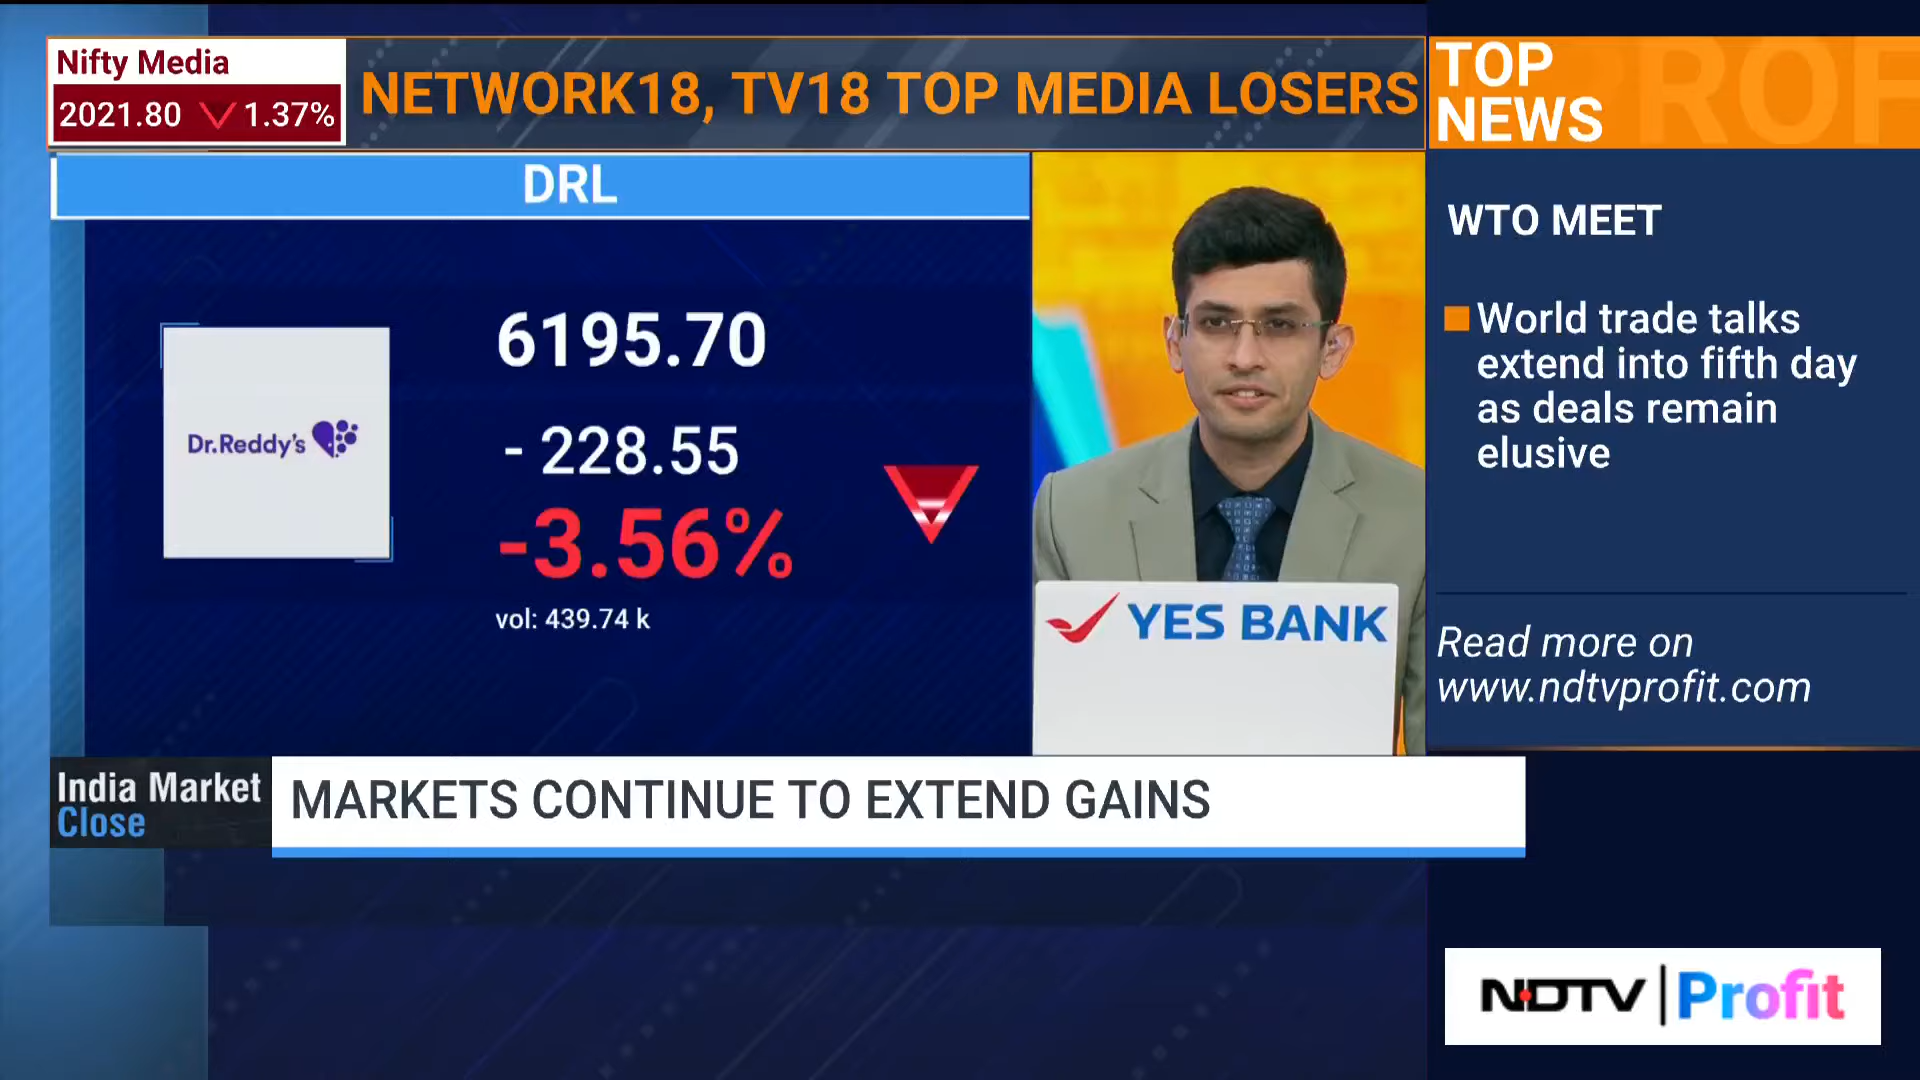 Nifty Media
2021.80 1.37%
NETWORK18, TV18 TOP MEDIA LOSERS
TOP
NEWS
DRL
Dr.Reddy's
6195.70
- 228.55
-3.56%
vol: 439.74 k
YES BANK
WTO MEET
World trade talks
extend into fifth day
as deals remain
elusive
Read more on
www.ndtvprofit.com
India Market
Close
MARKETS CONTINUE TO EXTEND GAINS
NDTV Profit